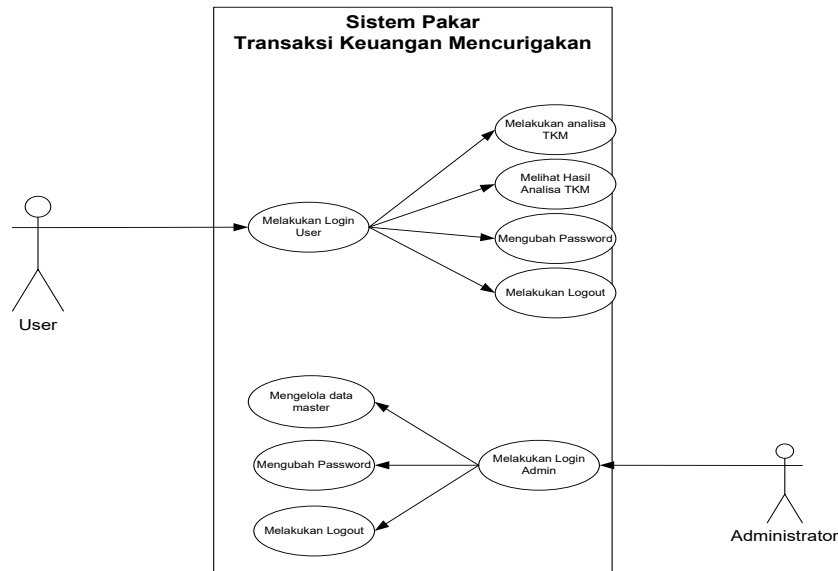 Sistem Pakar
Transaksi Keuangan Mencurigakan
Melakukan analisa
TKM
Melihat Hasil
Analisa TKM
Melakukan Login
User
Mengubah Password
Melakukan Logout
User
Mengelola data
master
Mengubah Password
Melakukan Login
Admin
Melakukan Logout
Administrator